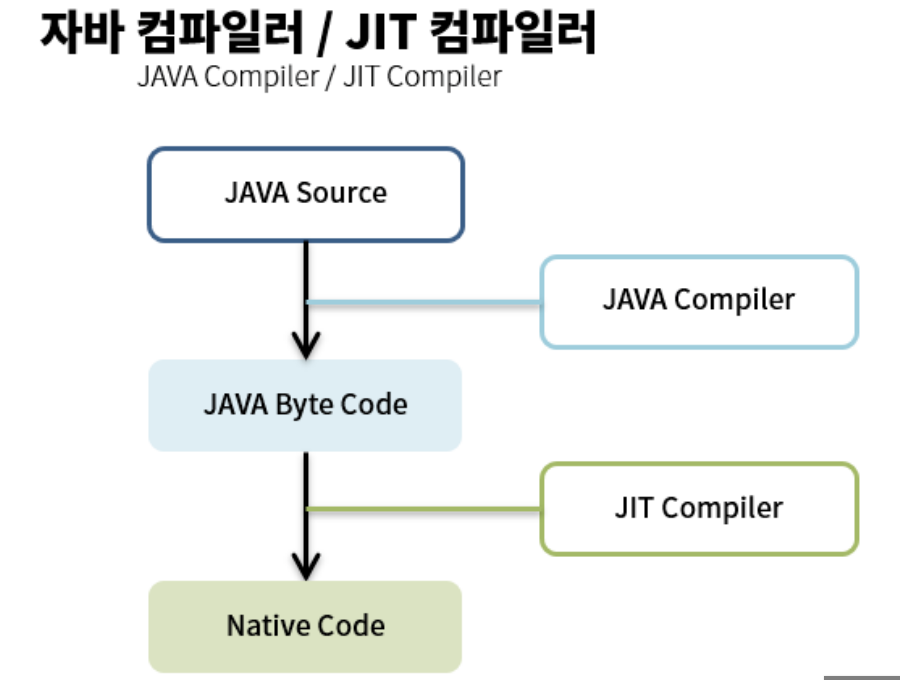 자바 컴파일러 / JIT 컴파일러
JAVA Compiler / JIT Compiler
JAVA Source
JAVA Compiler
JAVA Byte Code
JIT Compiler
Native Code